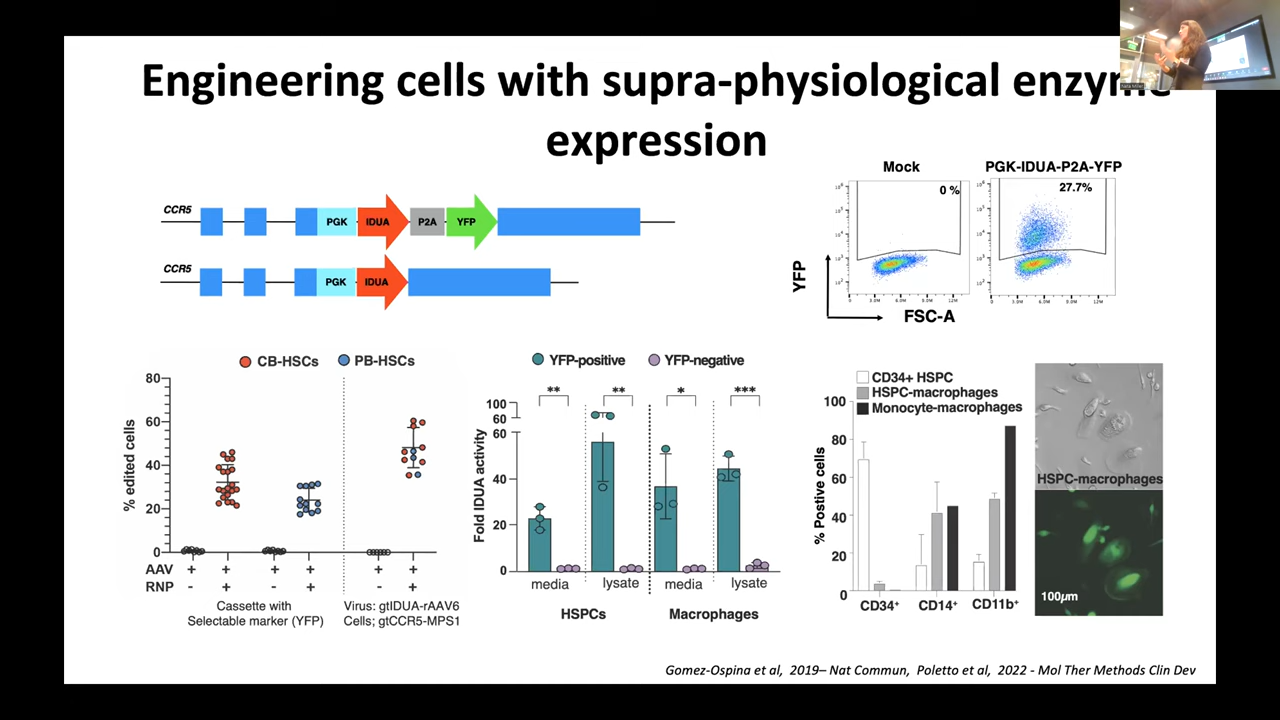 Engineering cells with supra-physiological enzyme
expression
CCR5
PGK
IDUA
P2A
YFP
CCR5
PGK
IDUA
Mock
PGK-IDUA-P2A-YFP
0 %
27.7%
YFP
FSC-A
CB-HSCs
PB-HSCs
80
60
40
20
0
% edited cells
AAV + + + + + +
RNP - + - + - +
Cassette with
Selectable marker (YFP)
Virus: gtIDUA-rAAV6
Cells; gtCCR5-MPS1
YFP-positive
YFP-negative
** ** * ***
100
60
60
40
20
0
Fold IDUA activity
media lysate media lysate
HSPCs
Macrophages
CD34+ HSPC
HSPC-macrophages
Monocyte-macrophages
100
80
60
40
20
0
% Postive cells
CD34+ CD14+ CD11b+
HSPC-macrophages
100µm
Gomez-Ospina et al, 2019– Nat Commun, Poletto et al, 2022 - Mol Ther Methods Clin Dev